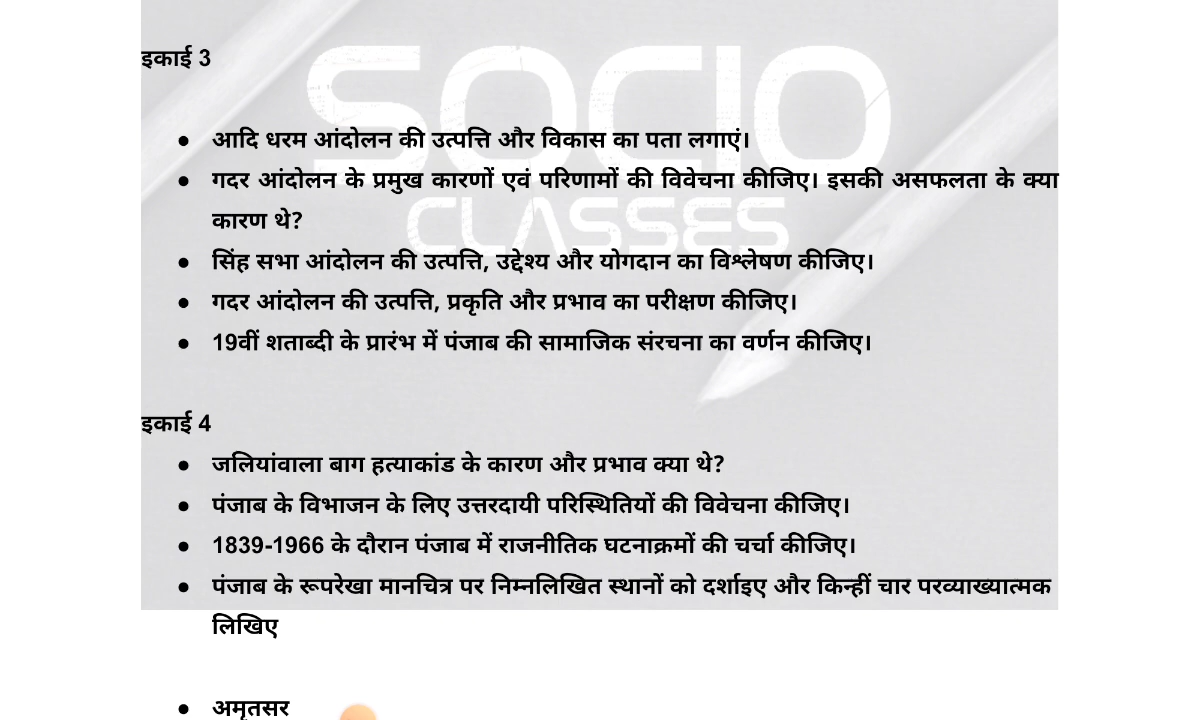 SOCIO
CLASSES
इकाई 3
● आदि धरम आंदोलन की उत्पत्ति और विकास का पता लगाएं।
● गदर आंदोलन के प्रमुख कारणों एवं परिणामों की विवेचना कीजिए। इसकी असफलता के क्या
कारण थे?
● सिंह सभा आंदोलन की उत्पत्ति, उद्देश्य और योगदान का विश्लेषण कीजिए।
● गदर आंदोलन की उत्पत्ति, प्रकृति और प्रभाव का परीक्षण कीजिए।
● 19वीं शताब्दी के प्रारंभ में पंजाब की सामाजिक संरचना का वर्णन कीजिए।
इकाई 4
● जलियांवाला बाग हत्याकांड के कारण और प्रभाव क्या थे?
● पंजाब के विभाजन के लिए उत्तरदायी परिस्थितियों की विवेचना कीजिए।
● 1839-1966 के दौरान पंजाब में राजनीतिक घटनाक्रमों की चर्चा कीजिए।
● पंजाब के रूपरेखा मानचित्र पर निम्नलिखित स्थानों को दर्शाइए और किन्हीं चार परव्याख्यात्मक
लिखिए
● अमृतसर